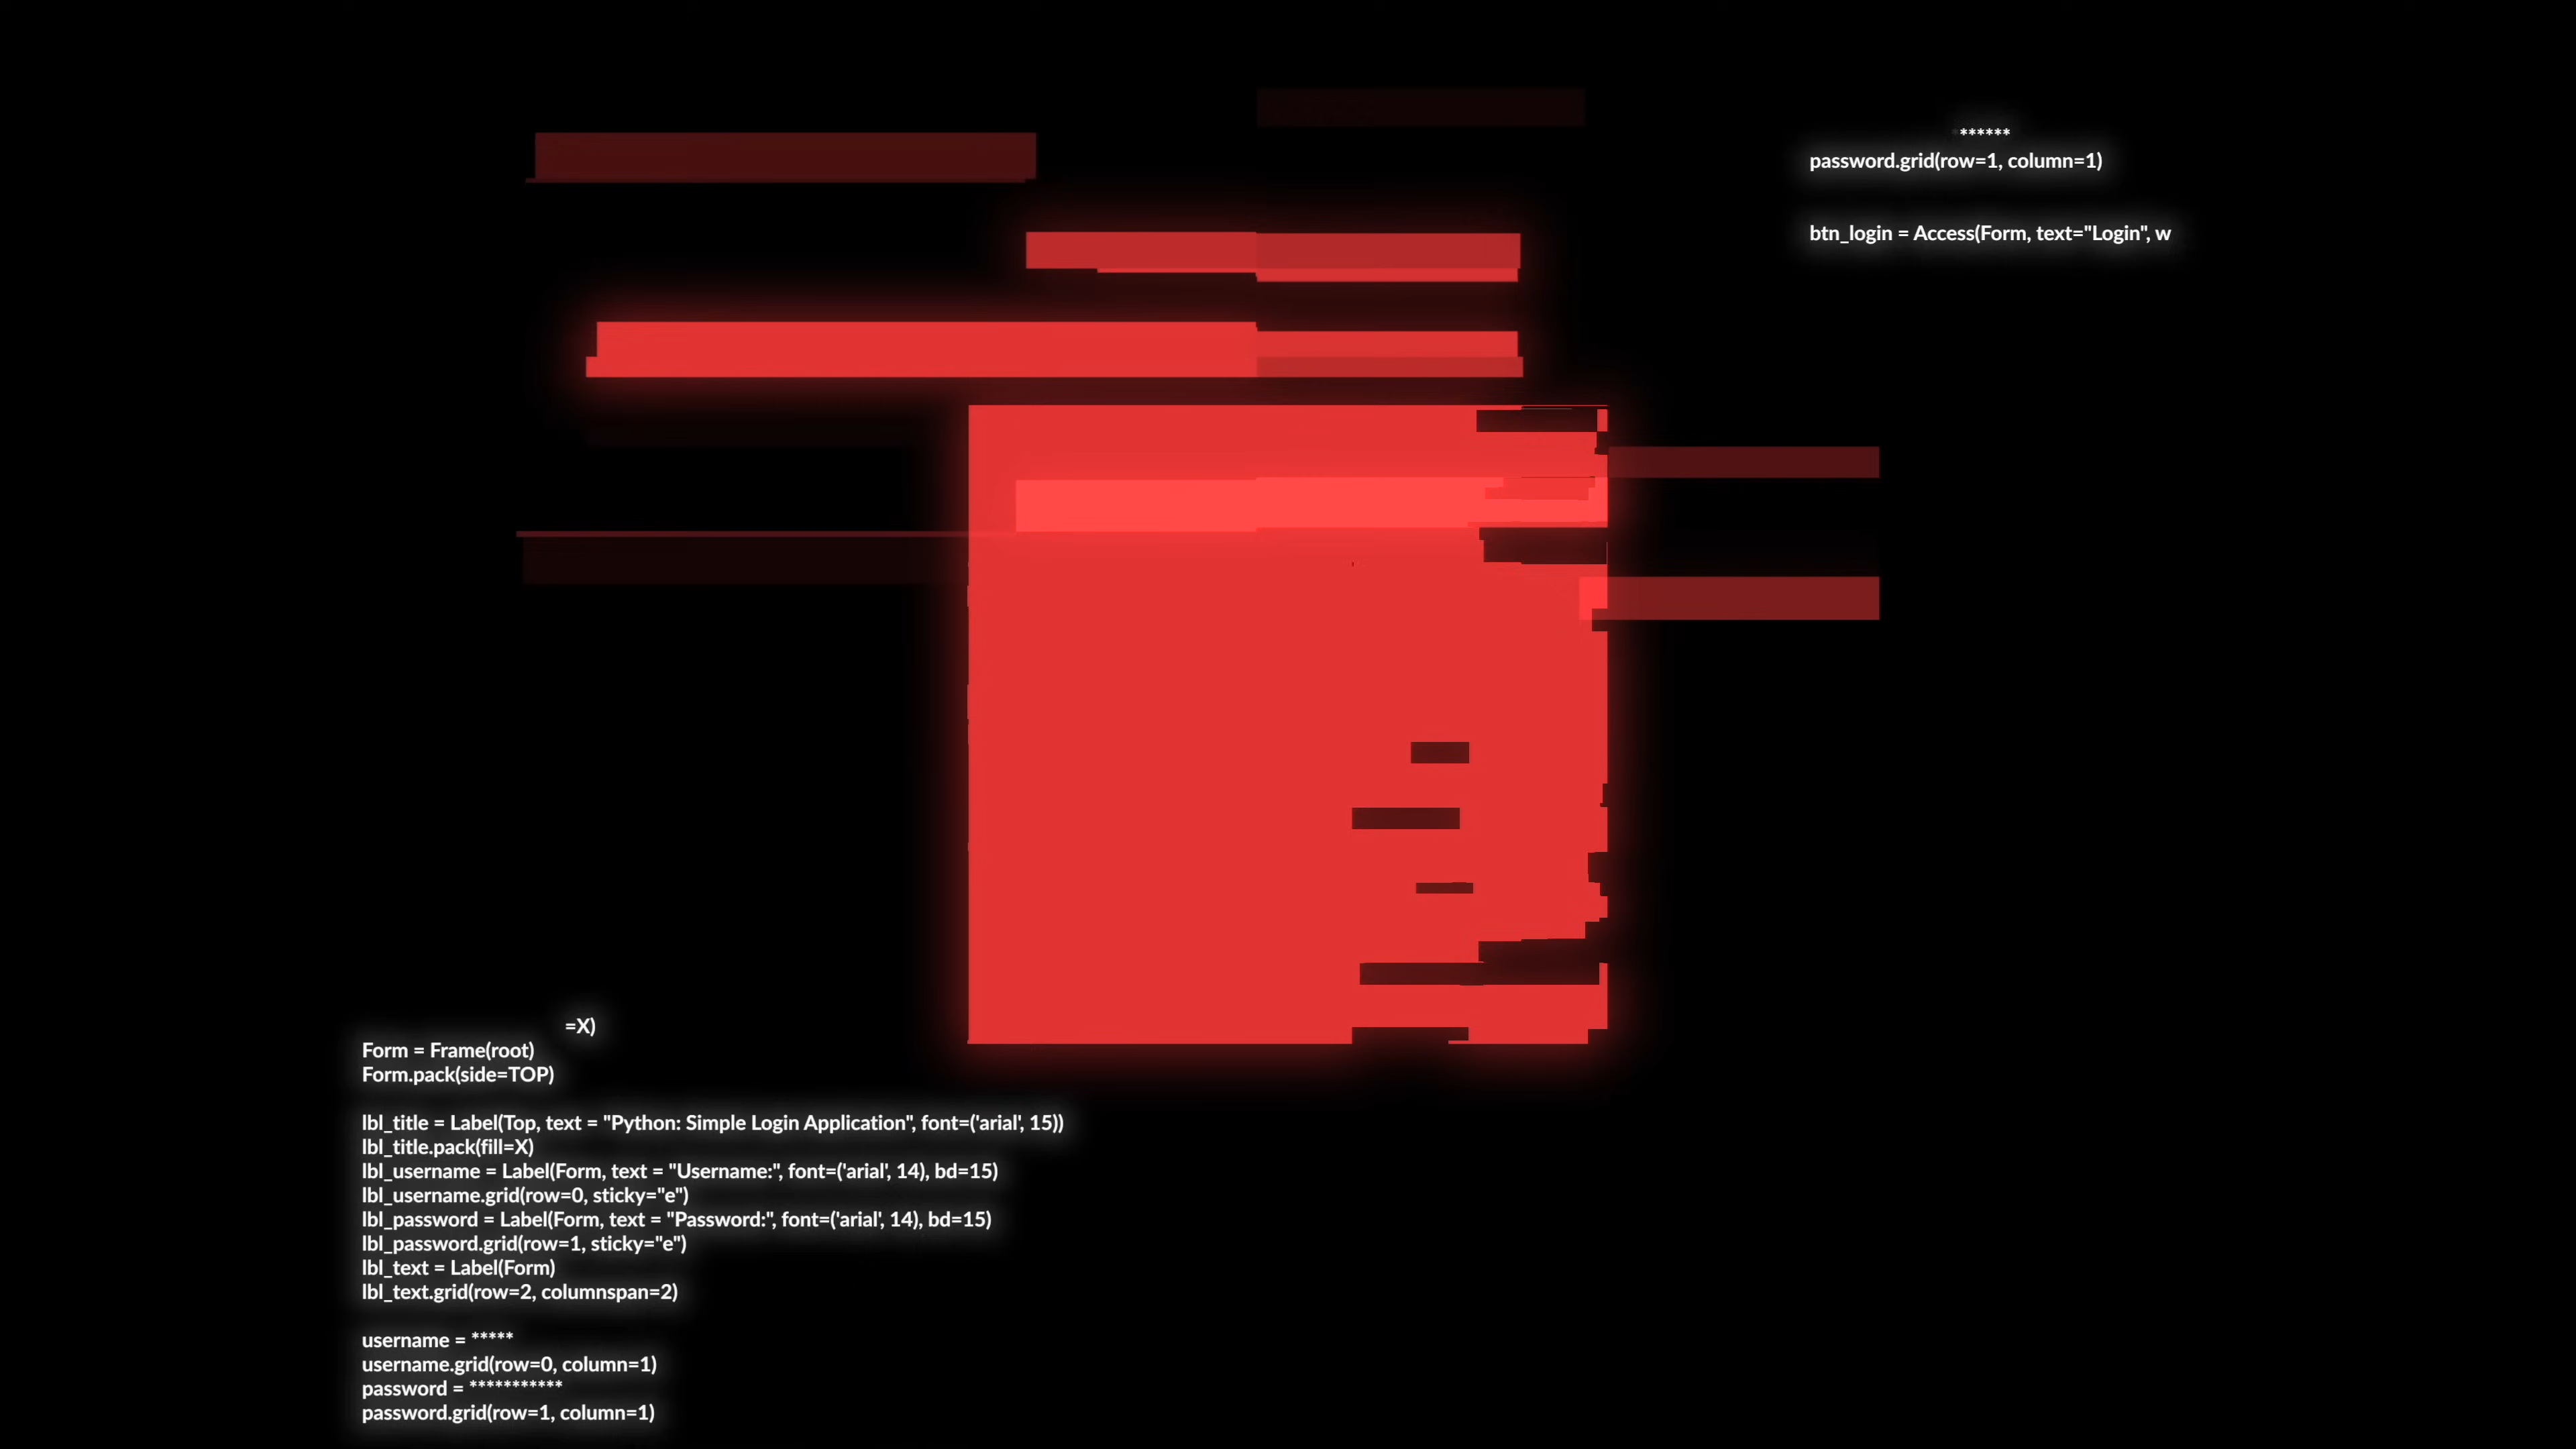 ******
password.grid(row=1, column=1)
btn_login = Access(Form, text="Login", w
=X)
Form = Frame(root)
Form.pack(side=TOP)
lbl_title = Label(Top, text = "Python: Simple Login Application", font=('arial', 15))
lbl_title.pack(fill=X)
lbl_username = Label(Form, text = "Username:", font=('arial', 14), bd=15)
lbl_username.grid(row=0, sticky="e")
lbl_password = Label(Form, text = "Password:", font=('arial', 14), bd=15)
lbl_password.grid(row=1, sticky="e")
lbl_text = Label(Form)
lbl_text.grid(row=2, columnspan=2)
username = *****
username.grid(row=0, column=1)
password = ***********
password.grid(row=1, column=1)